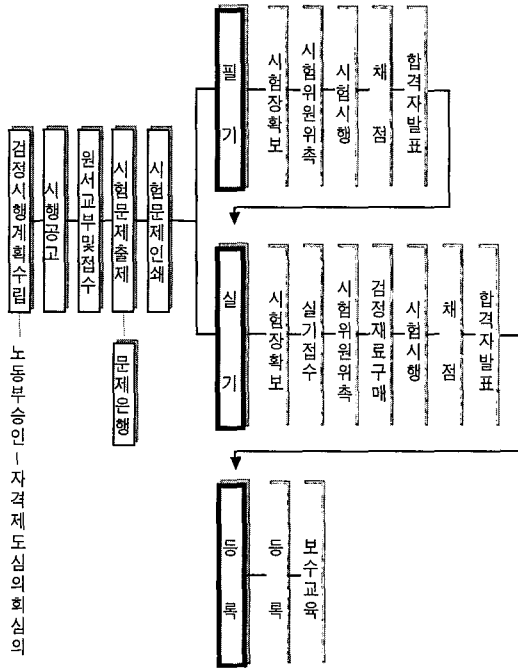 검정시행계획수립
시행공고
원서교부및접수
시험문제출제
시험문제인쇄
문제은행
노동부승인-자격제도심의회심의
필기
시험장확보
시험위원위촉
시험시행
채점
합격자발표
실기
시험장확보
실기접수
시험위원위촉
검정재료구매
시험시행
채점
합격자발표
등록
등록
보수교육